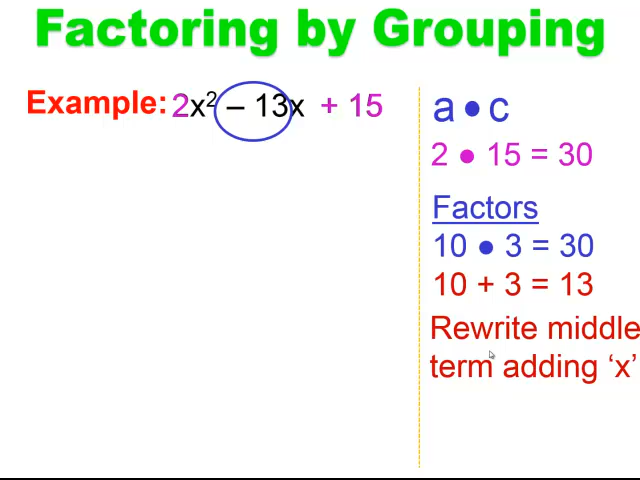 Factoring by Grouping
Example: 2x² – 13x + 15
a • c
2 • 15 = 30
Factors
10 • 3 = 30
10 + 3 = 13
Rewrite middle
term adding ‘x’